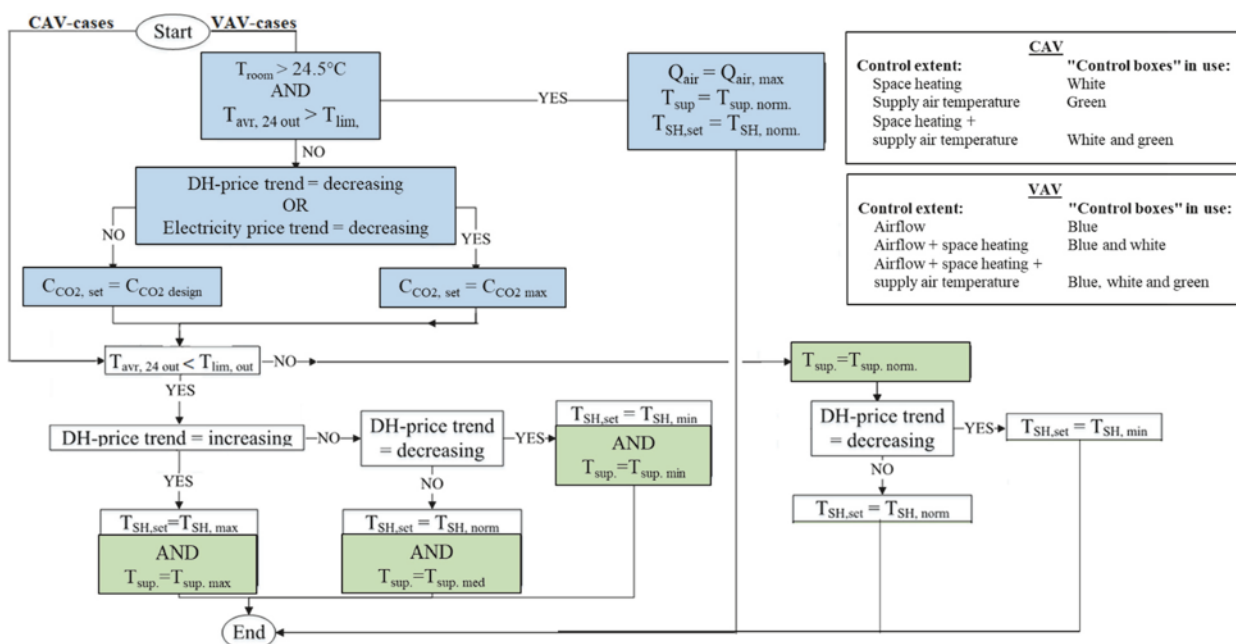 CAV-cases
Start
VAV-cases
T_room > 24.5°C
AND
T_avr, 24 out > T_lim,
YES
Q_air = Q_air, max
T_sup = T_sup. norm.
T_SH,set = T_SH, norm.
NO
DH-price trend = decreasing
OR
Electricity price trend = decreasing
NO
YES
C_CO2, set = C_CO2 design
C_CO2, set = C_CO2 max
T_avr, 24 out < T_lim, out
NO
YES
DH-price trend = increasing
NO
DH-price trend
= decreasing
YES
T_SH,set = T_SH, min
AND
T_sup.=T_sup. min
YES
T_SH,set=T_SH, max
AND
T_sup.=T_sup. max
NO
T_SH,set = T_SH, norm
AND
T_sup.=T_sup. med
T_sup.=T_sup. norm.
DH-price trend
= decreasing
YES
T_SH,set = T_SH, min
NO
T_SH,set = T_SH, norm
End
CAV
Control extent: "Control boxes" in use:
Space heating White
Supply air temperature Green
Space heating +
supply air temperature White and green
VAV
Control extent: "Control boxes" in use:
Airflow Blue
Airflow + space heating Blue and white
Airflow + space heating +
supply air temperature Blue, white and green